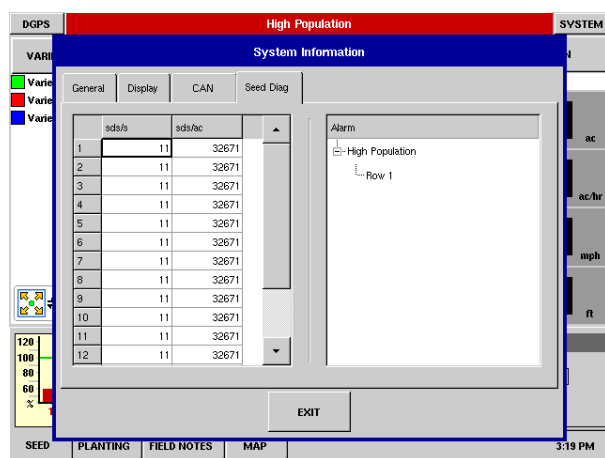 DGPS
High Population
SYSTEM
System Information
General
Display
CAN
Seed Diag
Varie
Varie
Varie
sds/s sds/ac
1 11 32671
2 11 32671
3 11 32671
4 11 32671
5 11 32671
6 11 32671
7 11 32671
8 11 32671
9 11 32671
10 11 32671
11 11 32671
12 11 32671
Alarm
High Population
Row 1
ac
ac/hr
mph
ft
120
100
80
60
%
EXIT
SEED
PLANTING
FIELD NOTES
MAP
3:19 PM